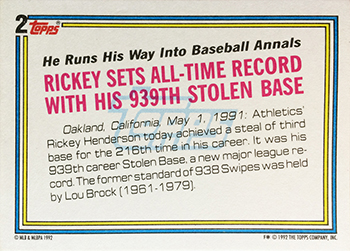 2 Topps®
He Runs His Way Into Baseball Annals
RICKEY SETS ALL-TIME RECORD
WITH HIS 939TH STOLEN BASE
Oakland, California, May 1, 1991: Athletics'
Rickey Henderson today achieved a steal of third
base for the 216th time in his career. It was his
939th career Stolen Base, a new major league re-
cord. The former standard of 938 Swipes was held
by Lou Brock (1961-1979).
© MLB & MLBPA 1992 F* © 1992 THE TOPPS COMPANY, INC.